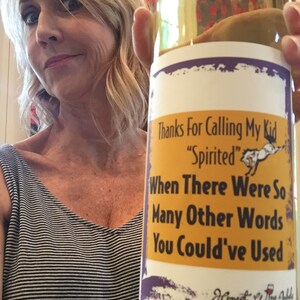 Thanks For Calling My Kid
"Spirited"
When There Were So
Many Other Words
You Could've Used